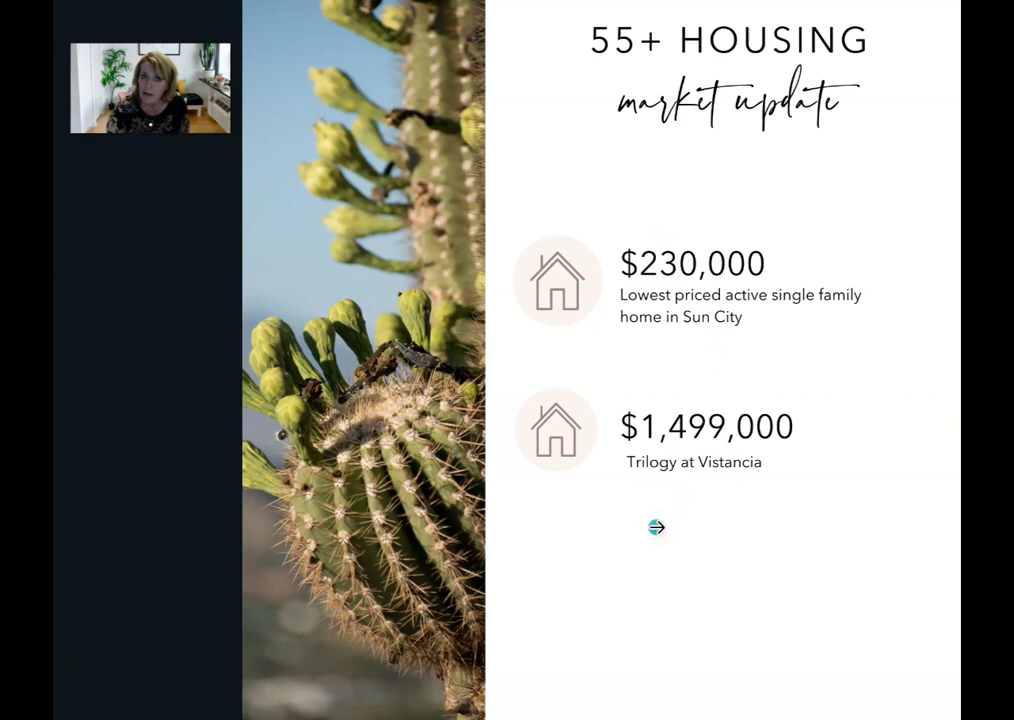 55+ HOUSING
market update
$230,000
Lowest priced active single family
home in Sun City
$1,499,000
Trilogy at Vistancia